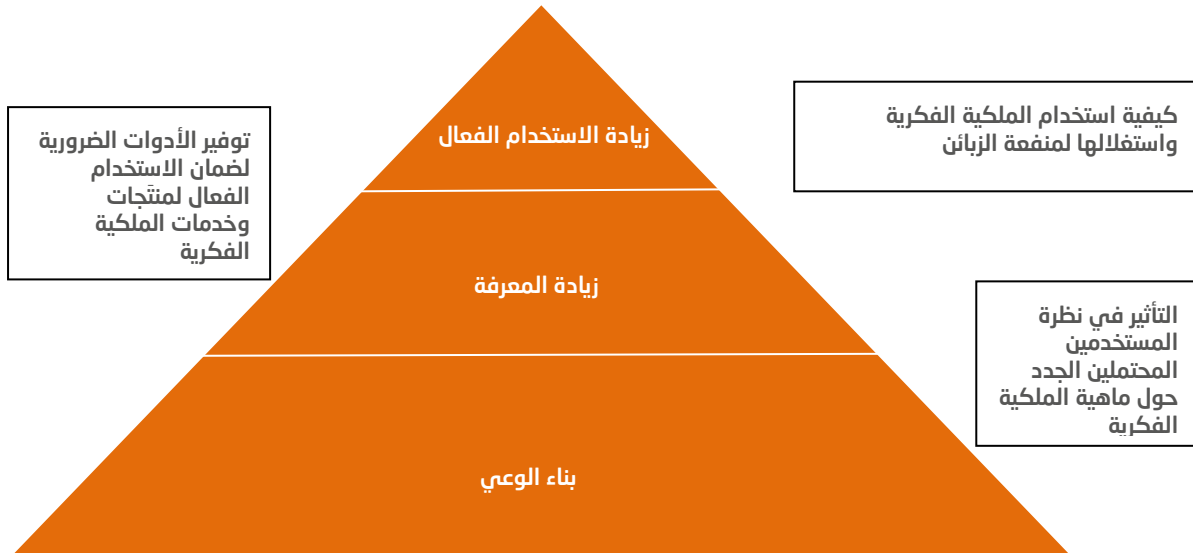 زيادة الاستخدام الفعال
كيفية استخدام الملكية الفكرية
واستغلالها لمنفعة الزبائن
توفير الأدوات الضرورية
لضمان الاستخدام
الفعال لمنتَجات
وخدمات الملكية
الفكرية
زيادة المعرفة
التأثير في نظرة
المستخدمين
المحتملين الجدد
حول ماهية الملكية
الفكرية
بناء الوعي